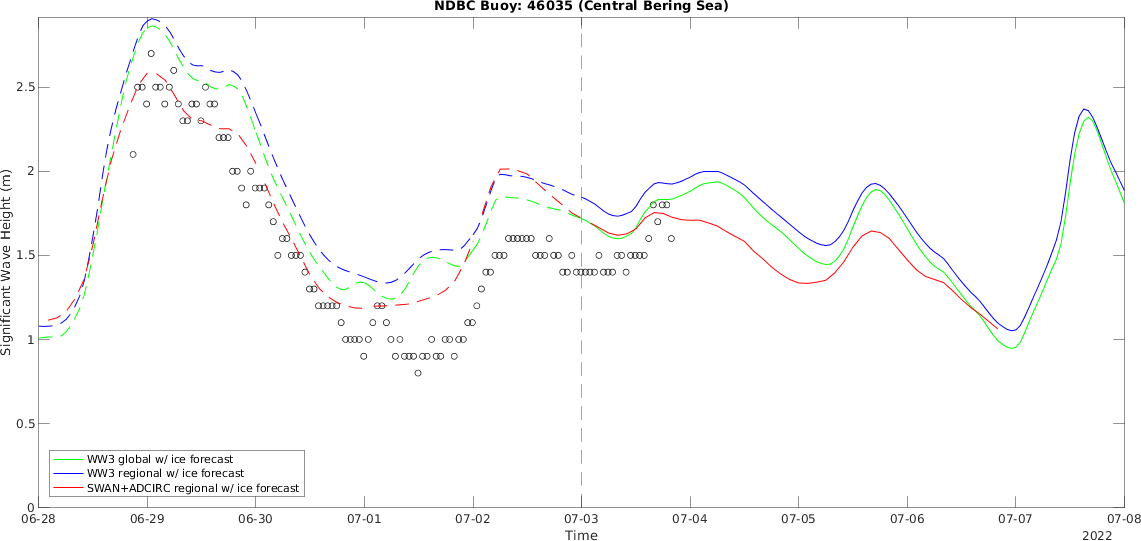 NDBC Buoy: 46035 (Central Bering Sea)
Significant Wave Height (m)
2.5
2
1.5
1
0.5
0
WW3 global w/ ice forecast
WW3 regional w/ ice forecast
SWAN+ADCIRC regional w/ ice forecast
06-28 06-29 06-30 07-01 07-02 07-03 07-04 07-05 07-06 07-07 07-08
Time
2022